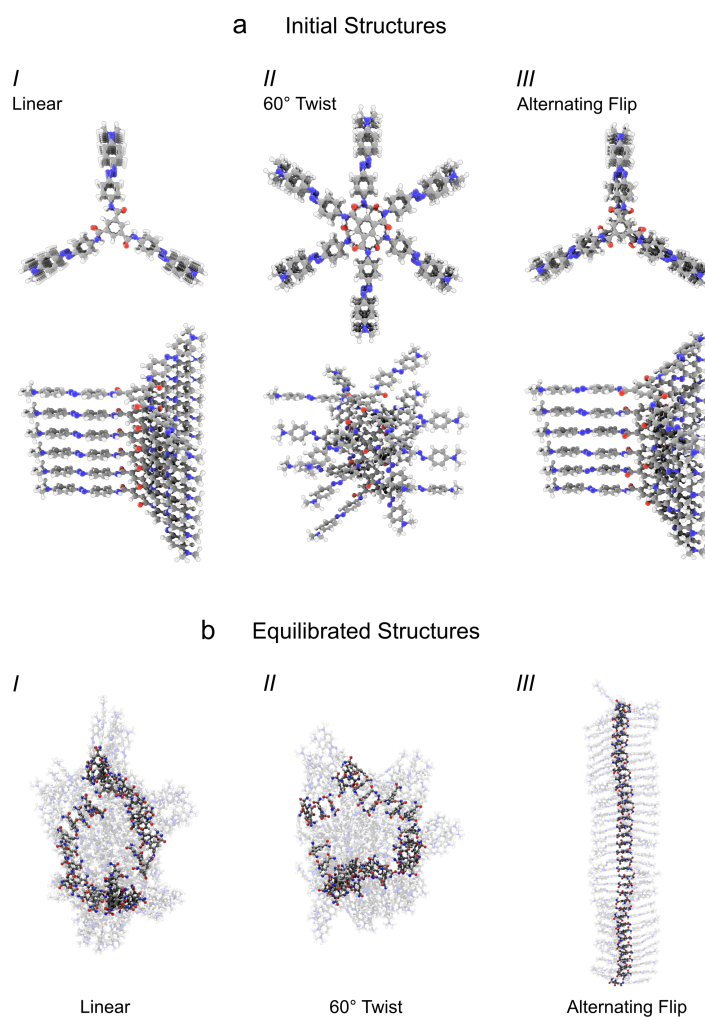 a Initial Structures
I II III
Linear 60° Twist Alternating Flip
b Equilibrated Structures
I II III
Linear 60° Twist Alternating Flip